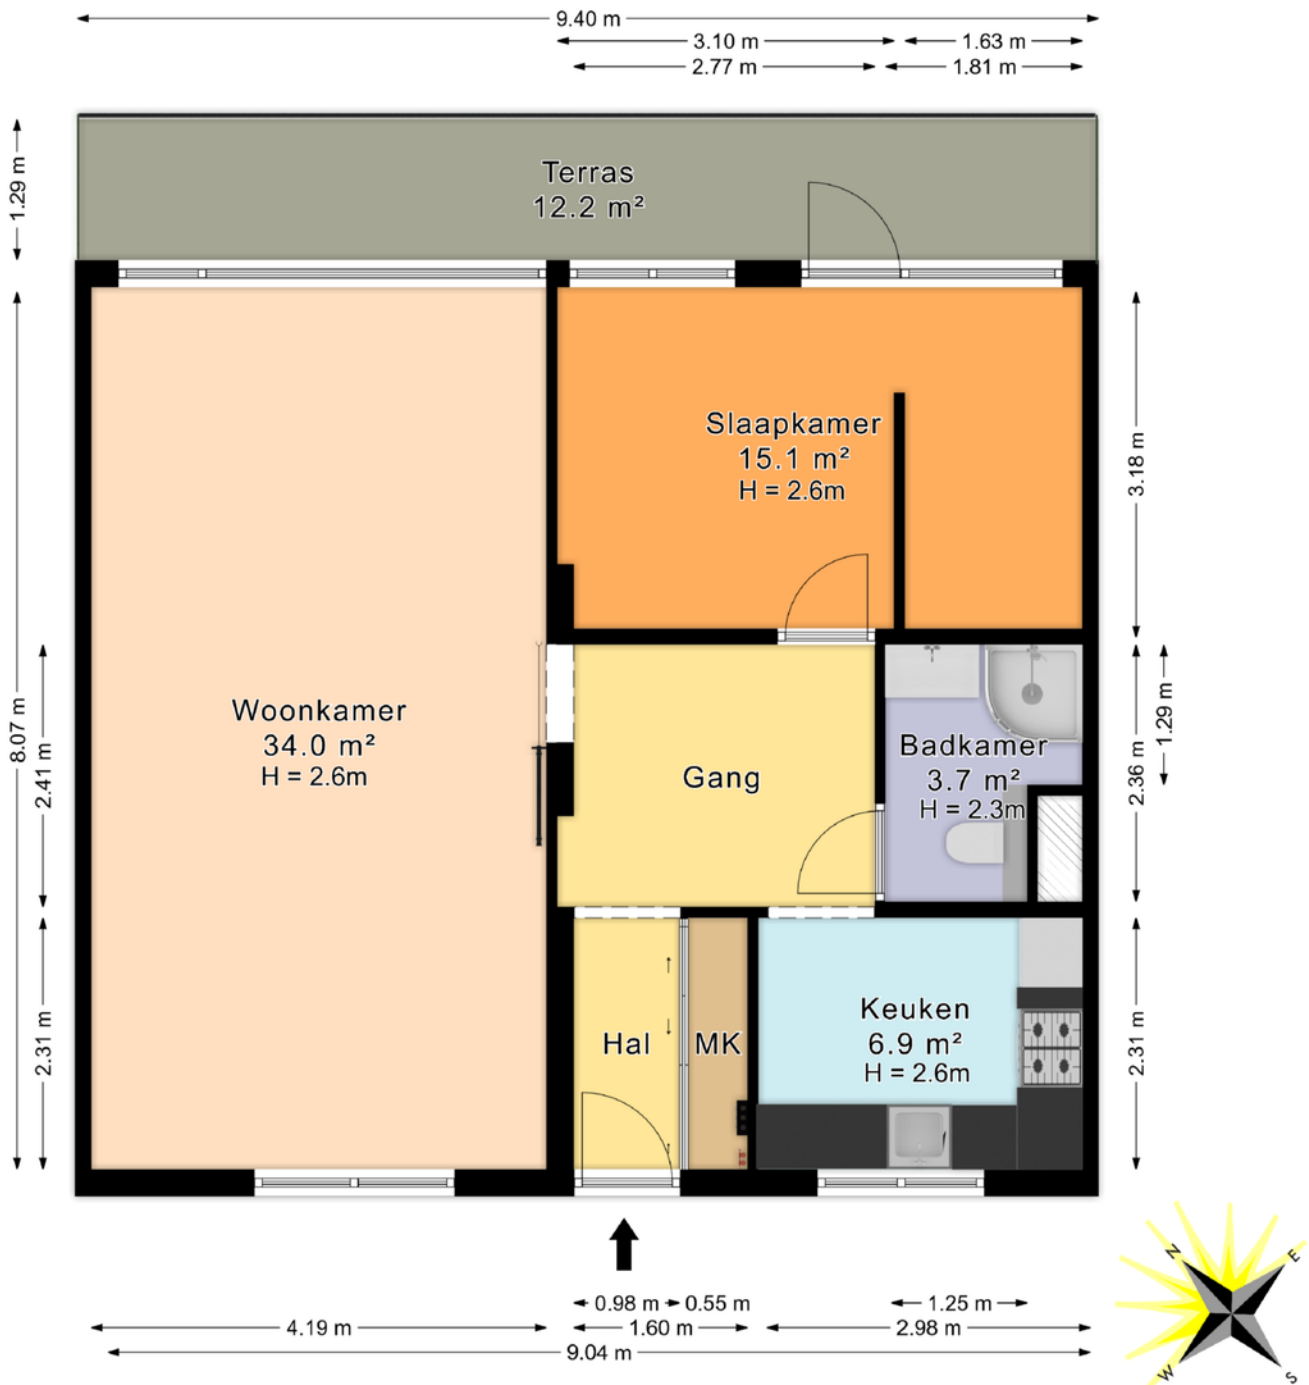 9.40 m
3.10 m
1.63 m
2.77 m
1.81 m
1.29 m
Terras
12.2 m²
Slaapkamer
15.1 m²
H = 2.6m
3.18 m
Woonkamer
34.0 m²
H = 2.6m
8.07 m
2.41 m
Gang
Badkamer
3.7 m²
H = 2.3m
2.36 m
1.29 m
2.31 m
Hal
MK
Keuken
6.9 m²
H = 2.6m
2.31 m
0.98 m
0.55 m
1.25 m
4.19 m
1.60 m
2.98 m
9.04 m
N
E
W
S